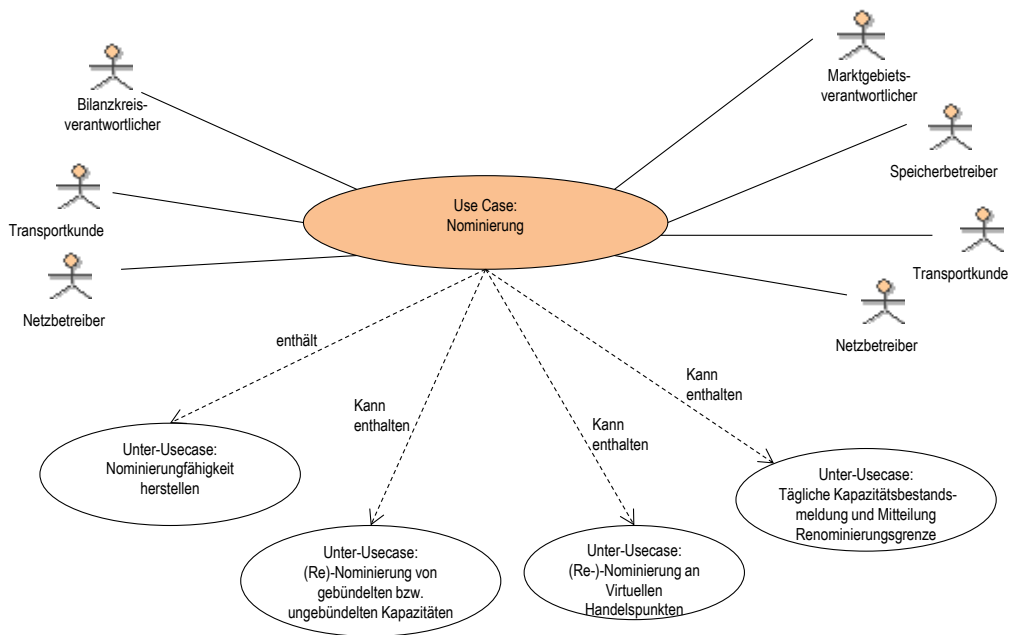 Bilanzkreis-
verantwortlicher
Marktgebiets-
verantwortlicher
Speicherbetreiber
Transportkunde
Use Case:
Nominierung
Transportkunde
Netzbetreiber
Netzbetreiber
enthält
Kann
enthalten
Kann
enthalten
Kann
enthalten
Unter-Usecase:
Nominierungfähigkeit
herstellen
Unter-Usecase:
(Re)-Nominierung von
gebündelten bzw.
ungebündelten Kapazitäten
Unter-Usecase:
(Re-)-Nominierung an
Virtuellen
Handelspunkten
Unter-Usecase:
Tägliche Kapazitätsbestands-
meldung und Mitteilung
Renominierungsgrenze